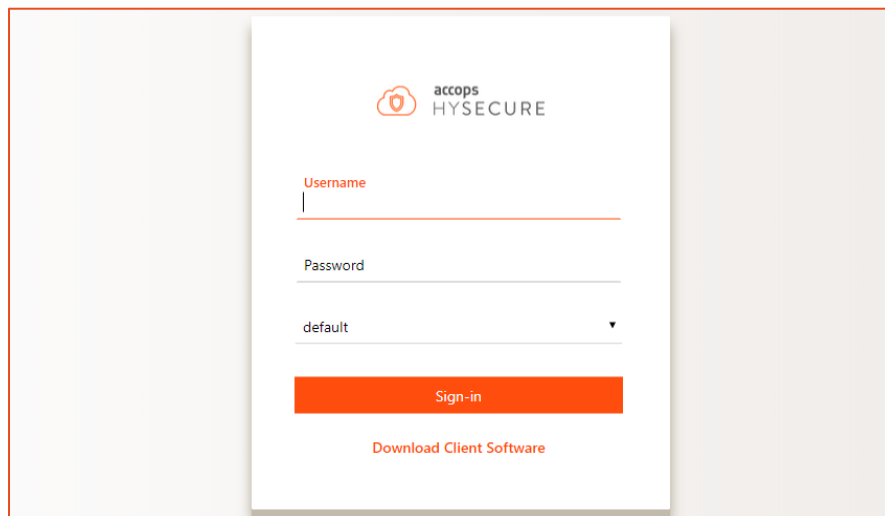 accops
HYSECURE
Username
Password
default
Sign-in
Download Client Software